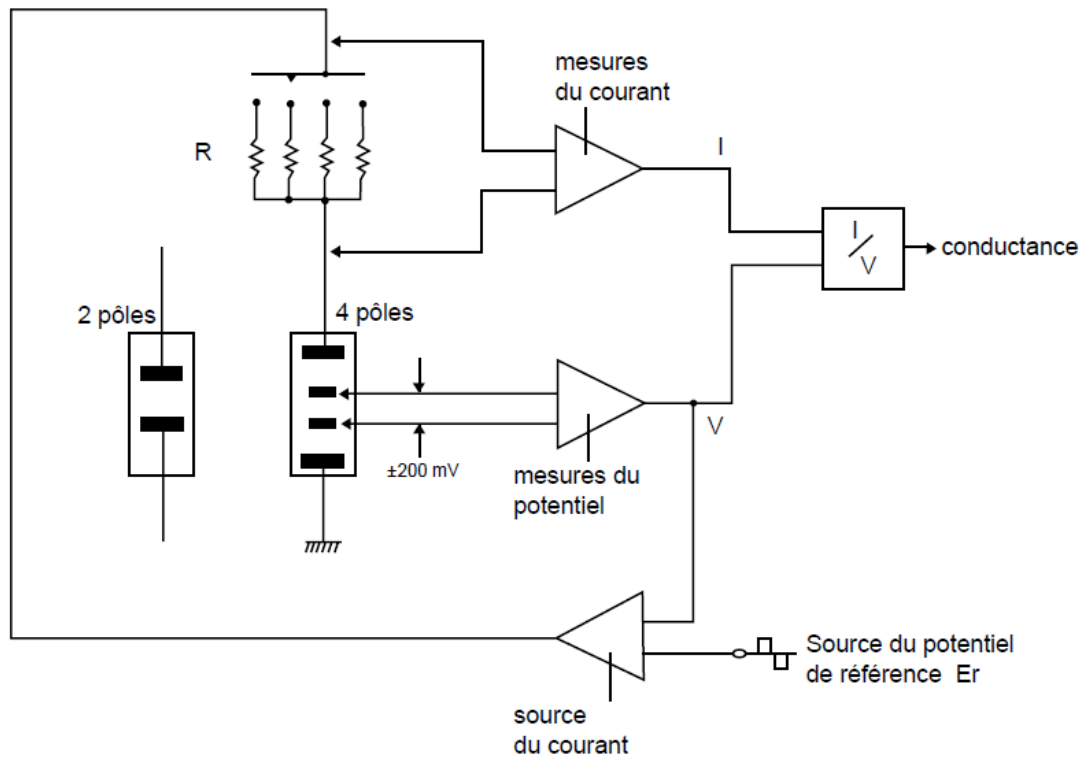 mesures
du courant
R
I
I
/
V
conductance
2 pôles
4 pôles
±200 mV
V
mesures du
potentiel
Source du potentiel
de référence Er
source
du courant